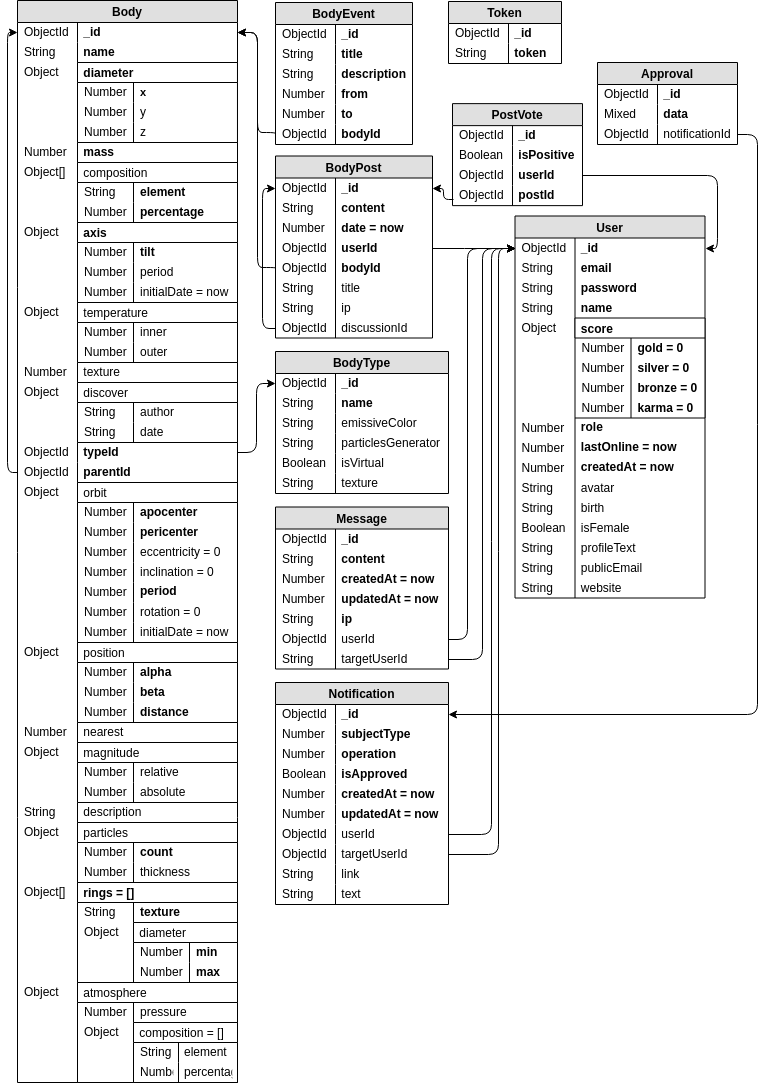 Body
ObjectId _id
String name
Object diameter
Number x
Number y
Number z
Number mass
Object[] composition
String element
Number percentage
Object axis
Number tilt
Number period
Number initialDate = now
Object temperature
Number inner
Number outer
Number texture
Object discover
String author
String date
ObjectId typeId
ObjectId parentId
Object orbit
Number apocenter
Number pericenter
Number eccentricity = 0
Number inclination = 0
Number period
Number rotation = 0
Number initialDate = now
Object position
Number alpha
Number beta
Number distance
Number nearest
Object magnitude
Number relative
Number absolute
String description
Object particles
Number count
Number thickness
Object[] rings = []
String texture
Object diameter
Number min
Number max
Object atmosphere
Number pressure
Object composition = []
String element
Numb percenta
BodyEvent
ObjectId _id
String title
String description
Number from
Number to
ObjectId bodyId
BodyPost
ObjectId _id
String content
Number date = now
ObjectId userId
ObjectId bodyId
String title
String ip
ObjectId discussionId
BodyType
ObjectId _id
String name
String emissiveColor
String particlesGenerator
Boolean isVirtual
String texture
Message
ObjectId _id
String content
Number createdAt = now
Number updatedAt = now
String ip
ObjectId userId
String targetUserId
Notification
ObjectId _id
Number subjectType
Number operation
Boolean isApproved
Number createdAt = now
Number updatedAt = now
ObjectId userId
ObjectId targetUserId
String link
String text
Token
ObjectId _id
String token
PostVote
ObjectId _id
Boolean isPositive
ObjectId userId
ObjectId postId
Approval
ObjectId _id
Mixed data
ObjectId notificationId
User
ObjectId _id
String email
String password
String name
Object score
Number gold = 0
Number silver = 0
Number bronze = 0
Number karma = 0
Number role
Number lastOnline = now
Number createdAt = now
String avatar
String birth
Boolean isFemale
String profileText
String publicEmail
String website